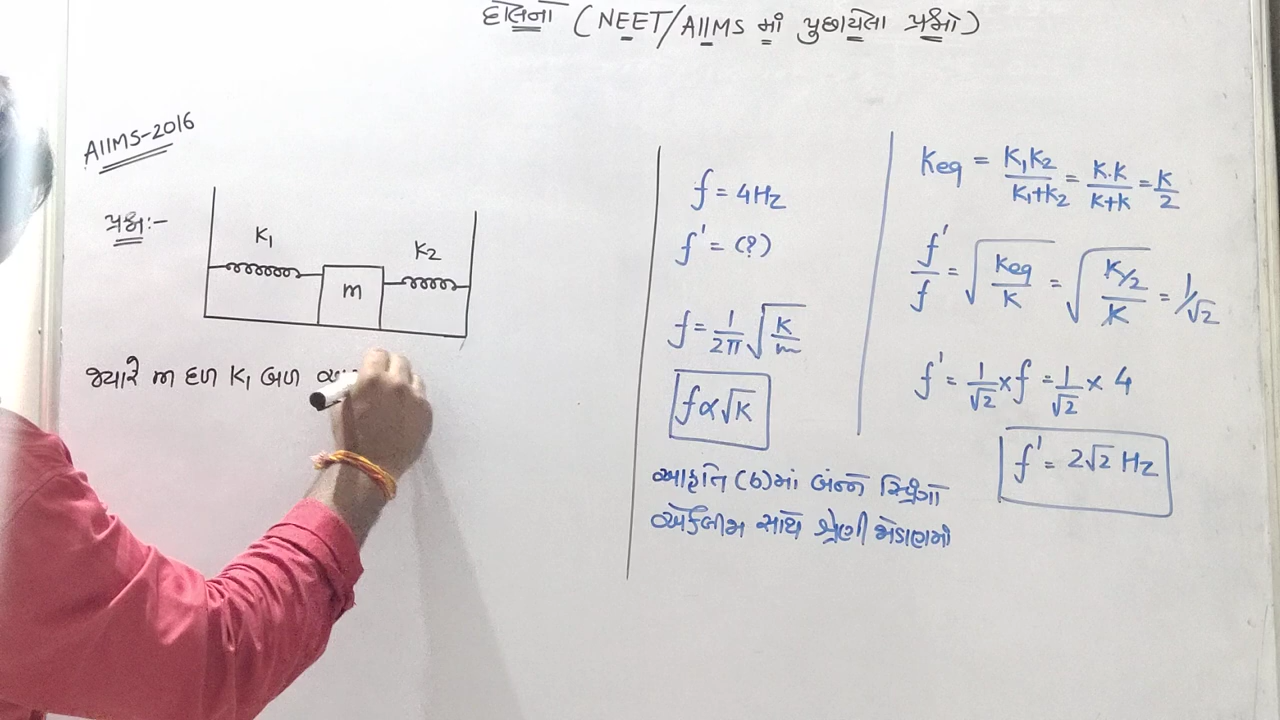 દોલનો (NEET/AIIMS માં પુછાયેલા પ્રશ્નો)
AIIMS-2016
પ્રશ્ન:-
K₁
K₂
m
જ્યારે m દળ K₁ બળ
f = 4Hz
f' = (?)
f = 1/2π √K/m
f ∝ √K
આકૃતિ (b)માં બંન્ને સ્પ્રિંગો
એકબીજા સાથે શ્રેણી જોડાણમાં
Keq = K₁K₂/K₁+K₂ = K.K/K+K = K/2
f'/f = √Keq/K = √K/2/K = 1/√2
f' = 1/√2 × f = 1/√2 × 4
f' = 2√2 Hz